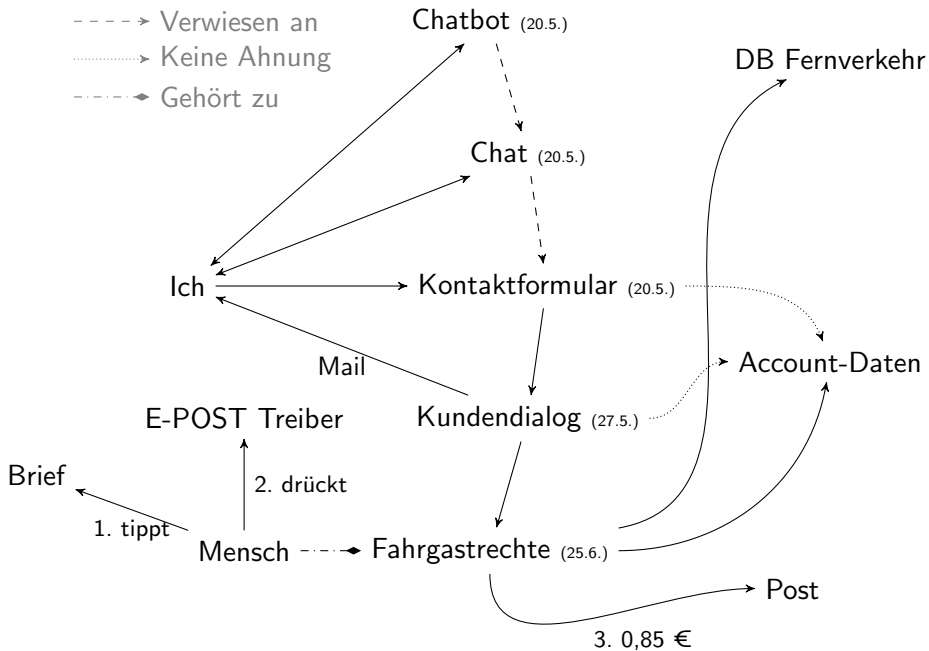 Verwiesen an
Keine Ahnung
Gehört zu
Chatbot (20.5.)
DB Fernverkehr
Chat (20.5.)
Ich
Kontaktformular (20.5.)
Mail
Account-Daten
E-POST Treiber
Kundendialog (27.5.)
Brief
2. drückt
1. tippt
Mensch
Fahrgastrechte (25.6.)
Post
3. 0,85 €